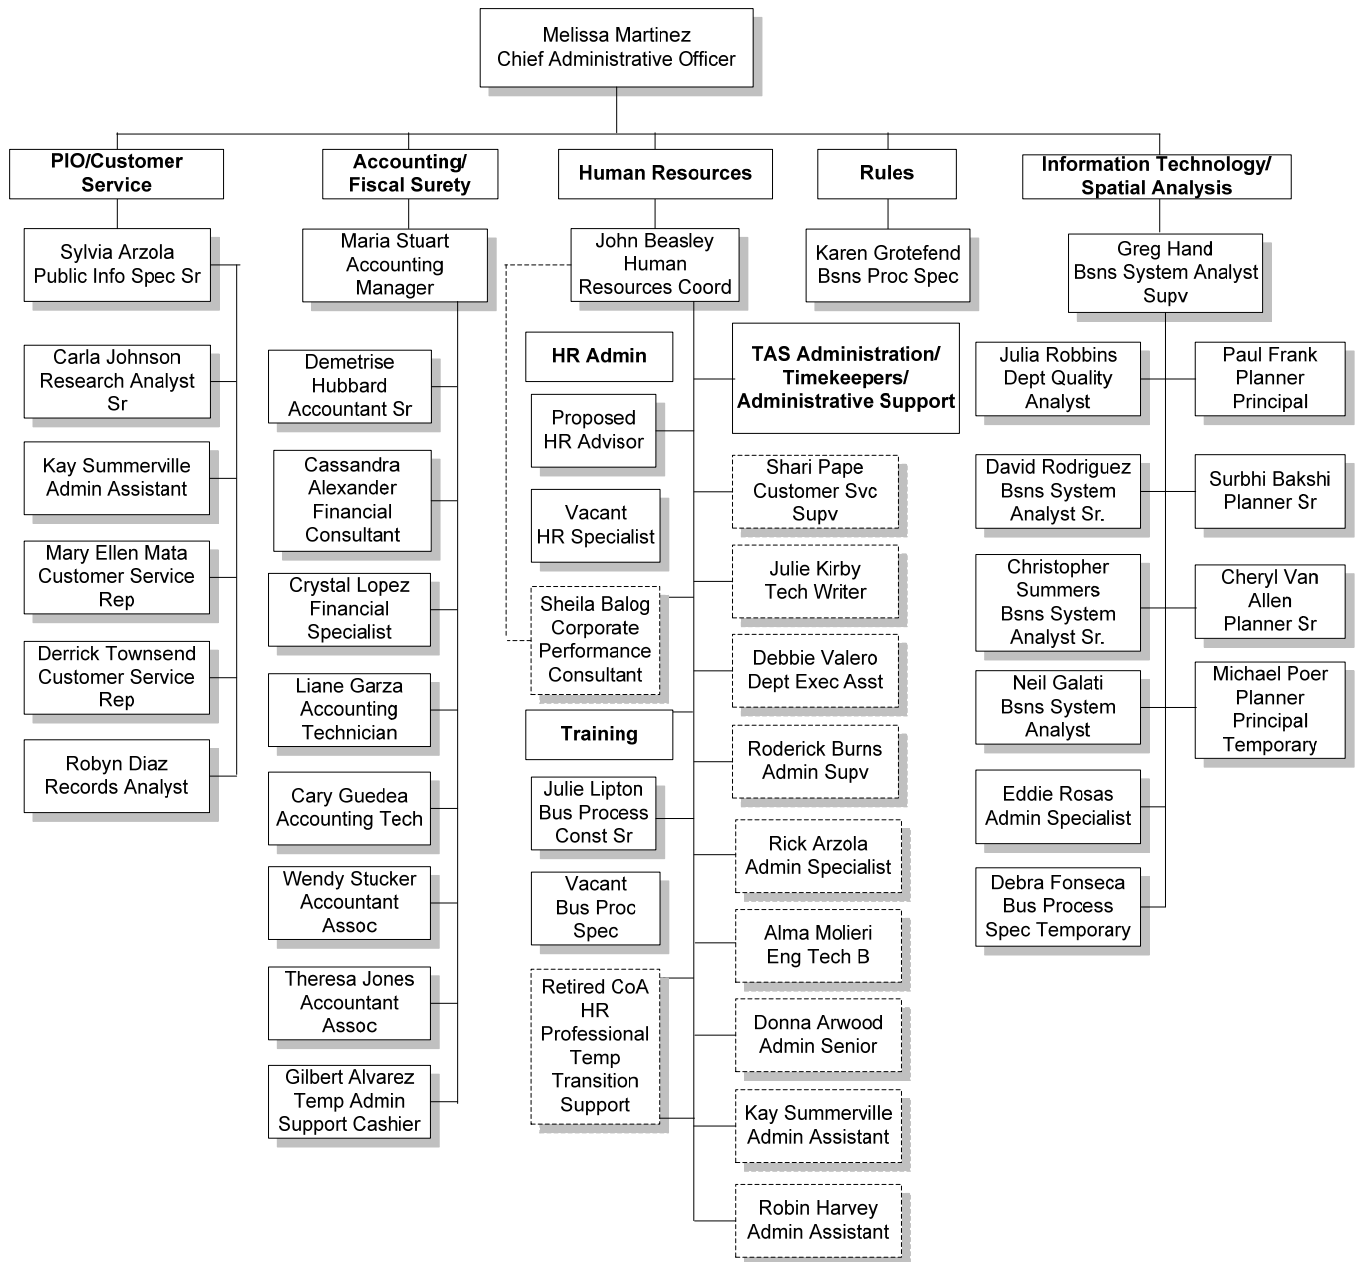 Melissa Martinez
Chief Administrative Officer
PIO/Customer
Service
Sylvia Arzola
Public Info Spec Sr
Carla Johnson
Research Analyst
Sr
Kay Summerville
Admin Assistant
Mary Ellen Mata
Customer Service
Rep
Derrick Townsend
Customer Service
Rep
Robyn Diaz
Records Analyst
Accounting/
Fiscal Surety
Maria Stuart
Accounting
Manager
Demetrise
Hubbard
Accountant Sr
Cassandra
Alexander
Financial
Consultant
Crystal Lopez
Financial
Specialist
Liane Garza
Accounting
Technician
Cary Guedea
Accounting Tech
Wendy Stucker
Accountant
Assoc
Theresa Jones
Accountant
Assoc
Gilbert Alvarez
Temp Admin
Support Cashier
Human Resources
John Beasley
Human
Resources Coord
HR Admin
Proposed
HR Advisor
Vacant
HR Specialist
Sheila Balog
Corporate
Performance
Consultant
Training
Julie Lipton
Bus Process
Const Sr
Vacant
Bus Proc
Spec
Retired CoA
HR
Professional
Temp
Transition
Support
TAS Administration/
Timekeepers/
Administrative Support
Shari Pape
Customer Svc
Supv
Julie Kirby
Tech Writer
Debbie Valero
Dept Exec Asst
Roderick Burns
Admin Supv
Rick Arzola
Admin Specialist
Alma Molieri
Eng Tech B
Donna Arwood
Admin Senior
Kay Summerville
Admin Assistant
Robin Harvey
Admin Assistant
Rules
Karen Grotefend
Bsns Proc Spec
Information Technology/
Spatial Analysis
Greg Hand
Bsns System Analyst
Supv
Julia Robbins
Dept Quality
Analyst
David Rodriguez
Bsns System
Analyst Sr.
Christopher
Summers
Bsns System
Analyst Sr.
Neil Galati
Bsns System
Analyst
Eddie Rosas
Admin Specialist
Debra Fonseca
Bus Process
Spec Temporary
Paul Frank
Planner
Principal
Surbhi Bakshi
Planner Sr
Cheryl Van
Allen
Planner Sr
Michael Poer
Planner
Principal
Temporary